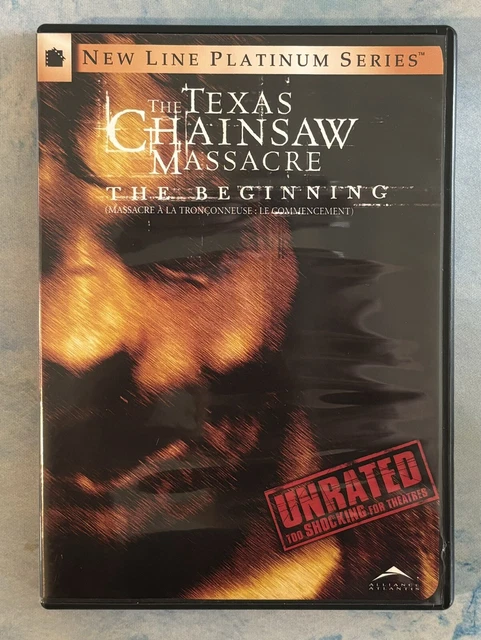 NEW LINE PLATINUM SERIES™
THE TEXAS
CHAINSAW
MASSACRE
THE BEGINNING
(MASSACRE À LA TRONÇONNEUSE : LE COMMENCEMENT)
UNRATED
TOO SHOCKING FOR THEATRES
ALLIANCE
ATLANTIS